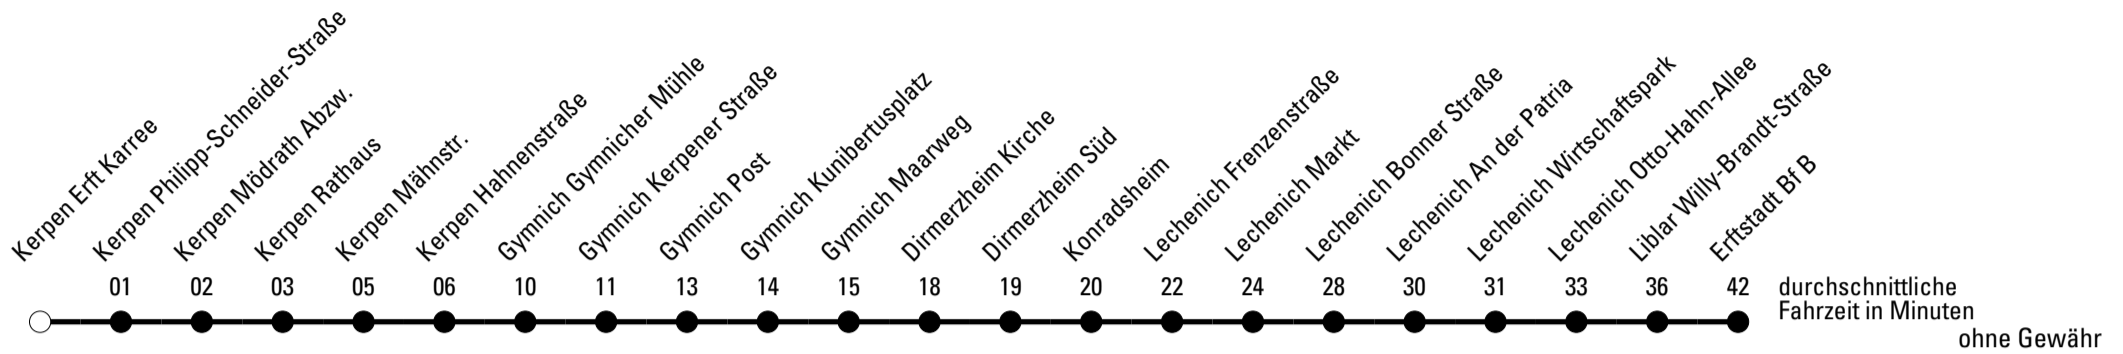 Kerpen Erft Karree
Kerpen Philipp-Schneider-Straße
Kerpen Mödrath Abzw.
Kerpen Rathaus
Kerpen Mähnstr.
Kerpen Hahnenstraße
Gymnich Gymnicher Mühle
Gymnich Kerpener Straße
Gymnich Post
Gymnich Kunibertusplatz
Gymnich Maarweg
Dirmerzheim Kirche
Dirmerzheim Süd
Konradsheim
Lechenich Frenzenstraße
Lechenich Markt
Lechenich Bonner Straße
Lechenich An der Patria
Lechenich Wirtschaftspark
Lechenich Otto-Hahn-Allee
Liblar Willy-Brandt-Straße
Erftstadt Bf B
01 02 03 05 06 10 11 13 14 15 18 19 20 22 24 28 30 31 33 36 42 durchschnittliche
Fahrzeit in Minuten
ohne Gewähr